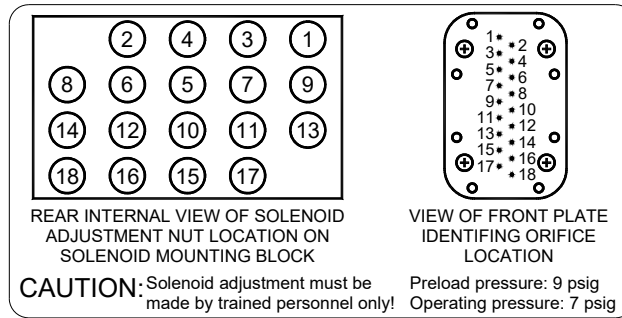 2 4 3 1
8 6 5 7 9
14 12 10 11 13
18 16 15 17
REAR INTERNAL VIEW OF SOLENOID
ADJUSTMENT NUT LOCATION ON
SOLENOID MOUNTING BLOCK
1
2
3
4
5
6
7
8
9
10
11
12
13
14
15
16
17
18
VIEW OF FRONT PLATE
IDENTIFING ORIFICE
LOCATION
CAUTION: Solenoid adjustment must be
made by trained personnel only!
Preload pressure: 9 psig
Operating pressure: 7 psig